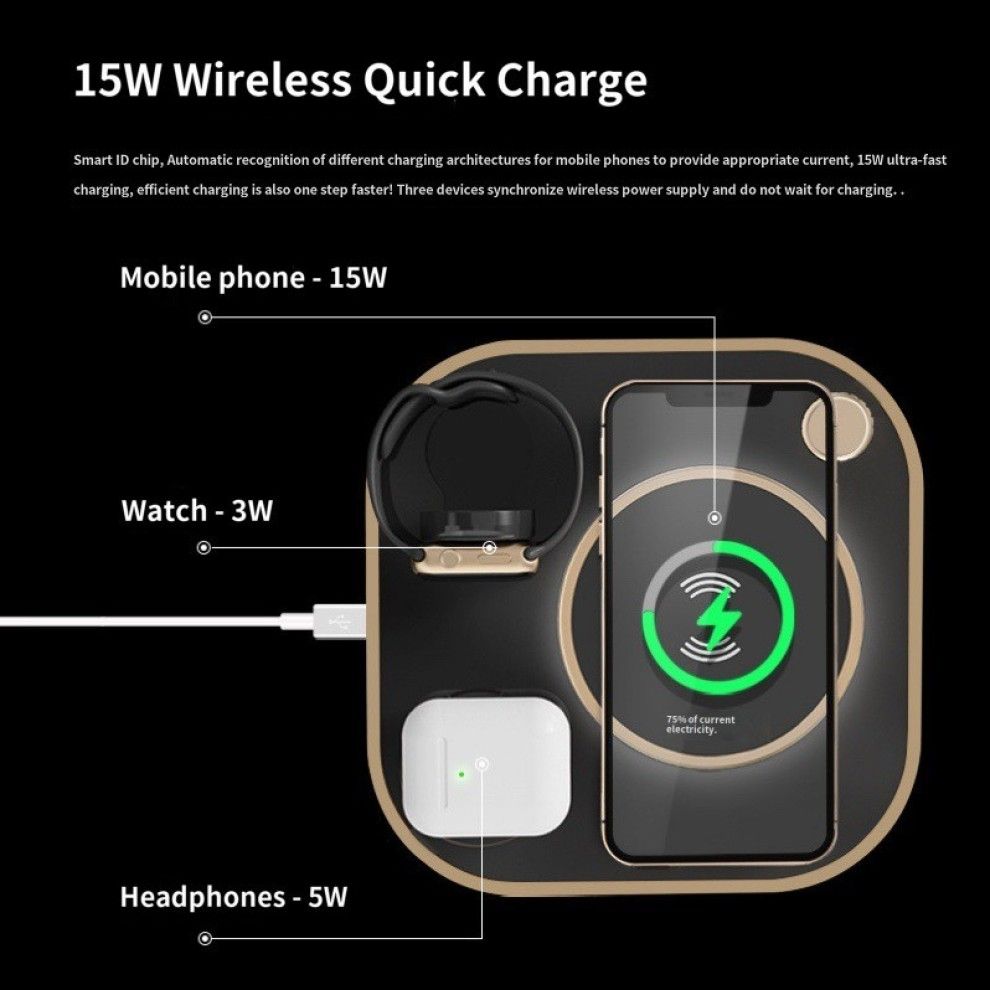 15W Wireless Quick Charge
Smart ID chip, Automatic recognition of different charging architectures for mobile phones to provide appropriate current, 15W ultra-fast
charging, efficient charging is also one step faster! Three devices synchronize wireless power supply and do not wait for charging. .
Mobile phone - 15W
Watch - 3W
75% of current
electricity.
Headphones - 5W